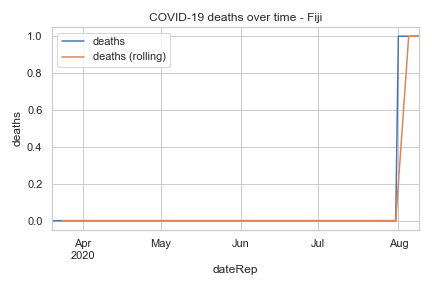 COVID-19 deaths over time - Fiji
deaths
deaths (rolling)
1.0
0.8
0.6
0.4
0.2
0.0
deaths
Apr
2020
May
Jun
Jul
Aug
dateRep